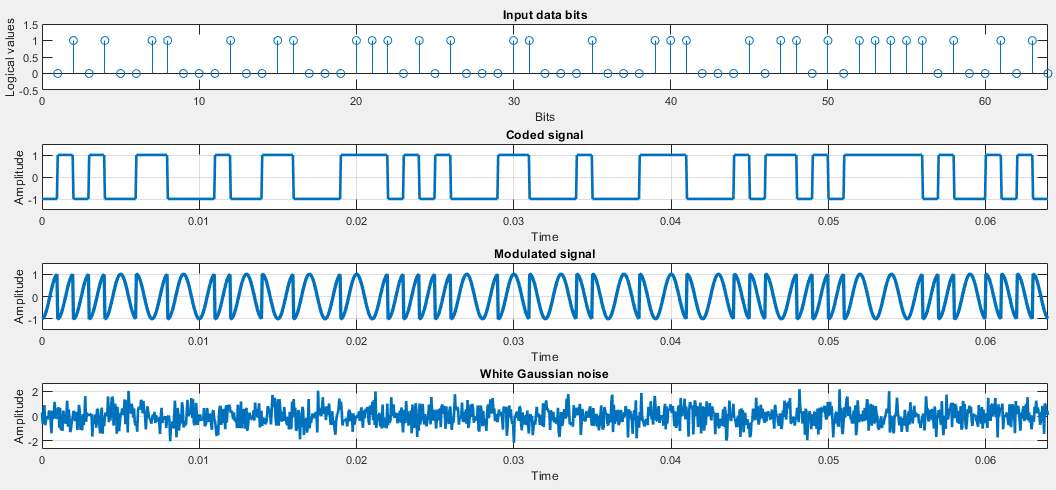 Input data bits
Logical values
1.5
1
0.5
0
-0.5
0 10 20 30 40 50 60
Bits
Coded signal
Amplitude
1
0
-1
0 0.01 0.02 0.03 0.04 0.05 0.06
Time
Modulated signal
Amplitude
1
0
-1
0 0.01 0.02 0.03 0.04 0.05 0.06
Time
White Gaussian noise
Amplitude
2
0
-2
0 0.01 0.02 0.03 0.04 0.05 0.06
Time